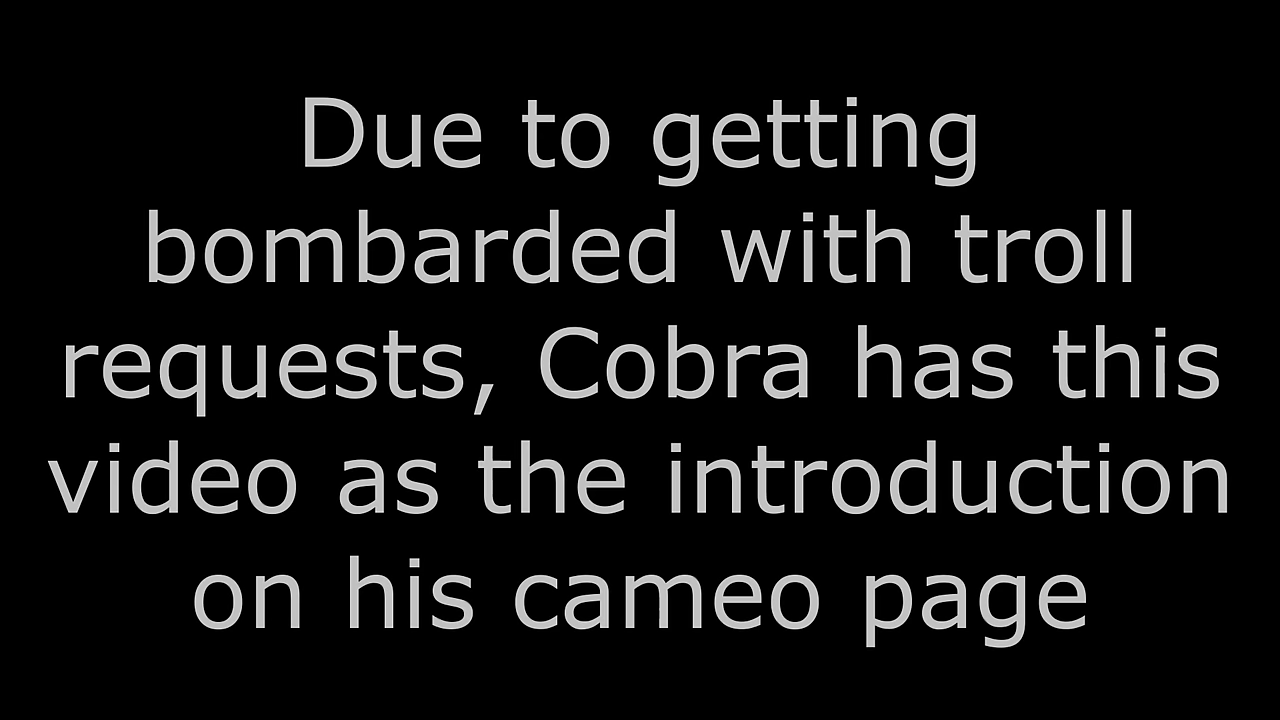 Due to getting
bombarded with troll
requests, Cobra has this
video as the introduction
on his cameo page